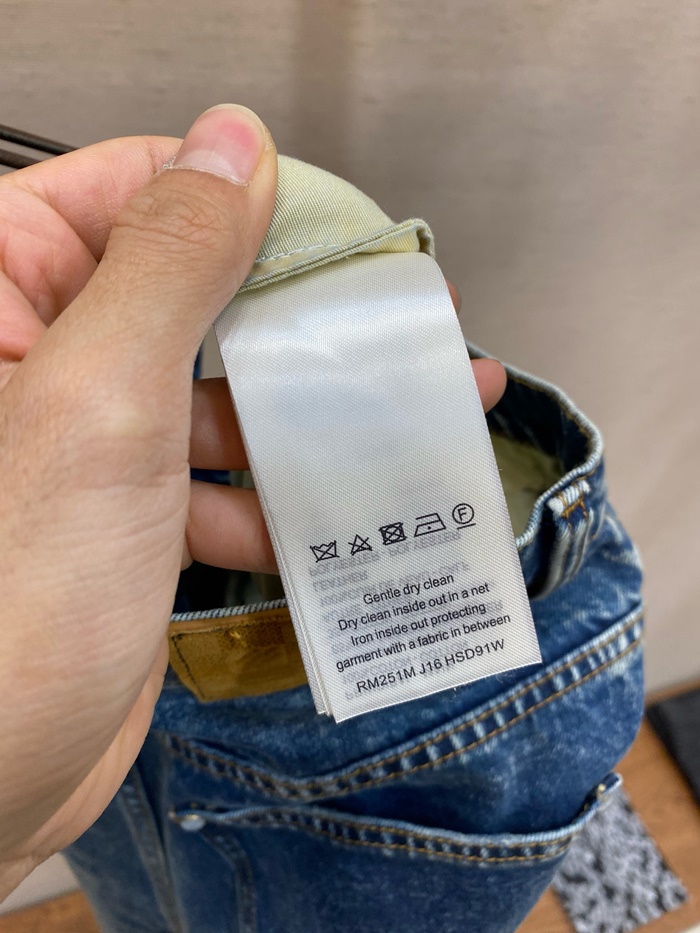 F
Gentle dry clean
Dry clean inside out in a net
Iron inside out protecting
garment with a fabric in between
RM251M J16 HSD91W